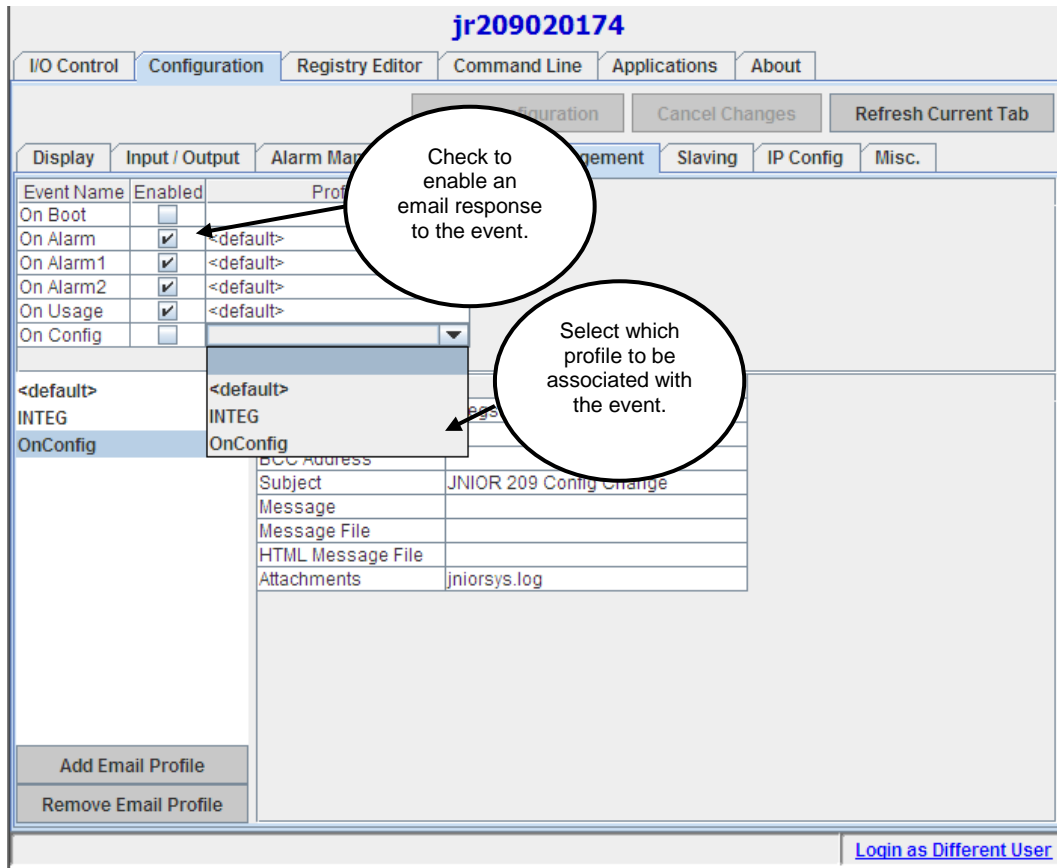 jr209020174
I/O Control Configuration Registry Editor Command Line Applications About
Cancel Changes Refresh Current Tab
Display Input / Output Alarm Slaving IP Config Misc.
Check to
enable an
email response
to the event.
Event Name Enabled
On Boot
On Alarm <default>
On Alarm1 <default>
On Alarm2 <default>
On Usage <default>
On Config
Select which
profile to be
associated with
the event.
<default>
INTEG
OnConfig
<default>
INTEG
OnConfig
BCC Address
Subject JNIOR 209 Config Change
Message
Message File
HTML Message File
Attachments jniorsys.log
Add Email Profile
Remove Email Profile
Login as Different User